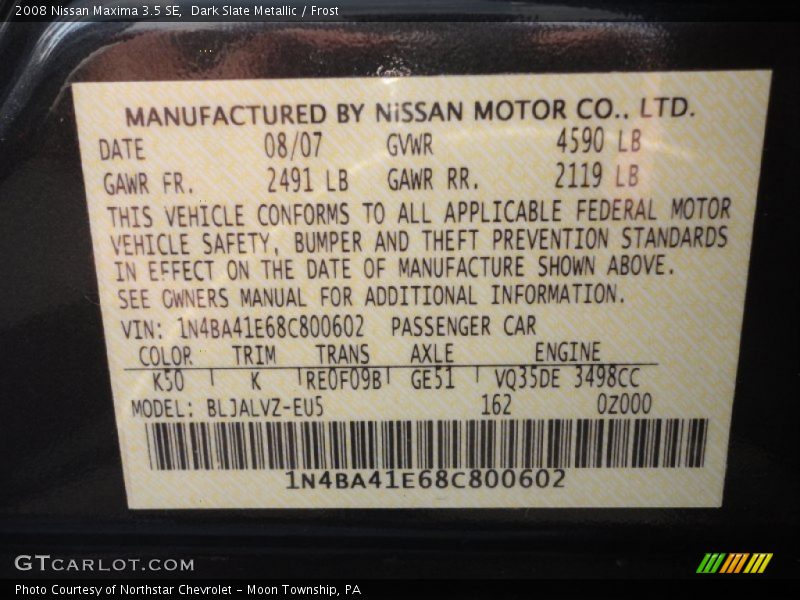 2008 Nissan Maxima 3.5 SE,  Dark Slate Metallic / Frost
MANUFACTURED BY NiSSAN MOTOR CO., LTD.
DATE 08/07 GVWR 4590 LB
GAWR FR. 2491 LB GAWR RR. 2119 LB
THIS VEHICLE CONFORMS TO ALL APPLICABLE FEDERAL MOTOR
VEHICLE SAFETY, BUMPER AND THEFT PREVENTION STANDARDS
IN EFFECT ON THE DATE OF MANUFACTURE SHOWN ABOVE.
SEE OWNERS MANUAL FOR ADDITIONAL INFORMATION.
VIN: 1N4BA41E68C800602 PASSENGER CAR
COLOR TRIM TRANS AXLE ENGINE
K50 K RE0F09B GE51 VQ35DE 3498CC
MODEL: BLJALVZ-EU5 162 0Z000
1N4BA41E68C800602
GTCARLOT.COM
Photo Courtesy of Northstar Chevrolet - Moon Township, PA